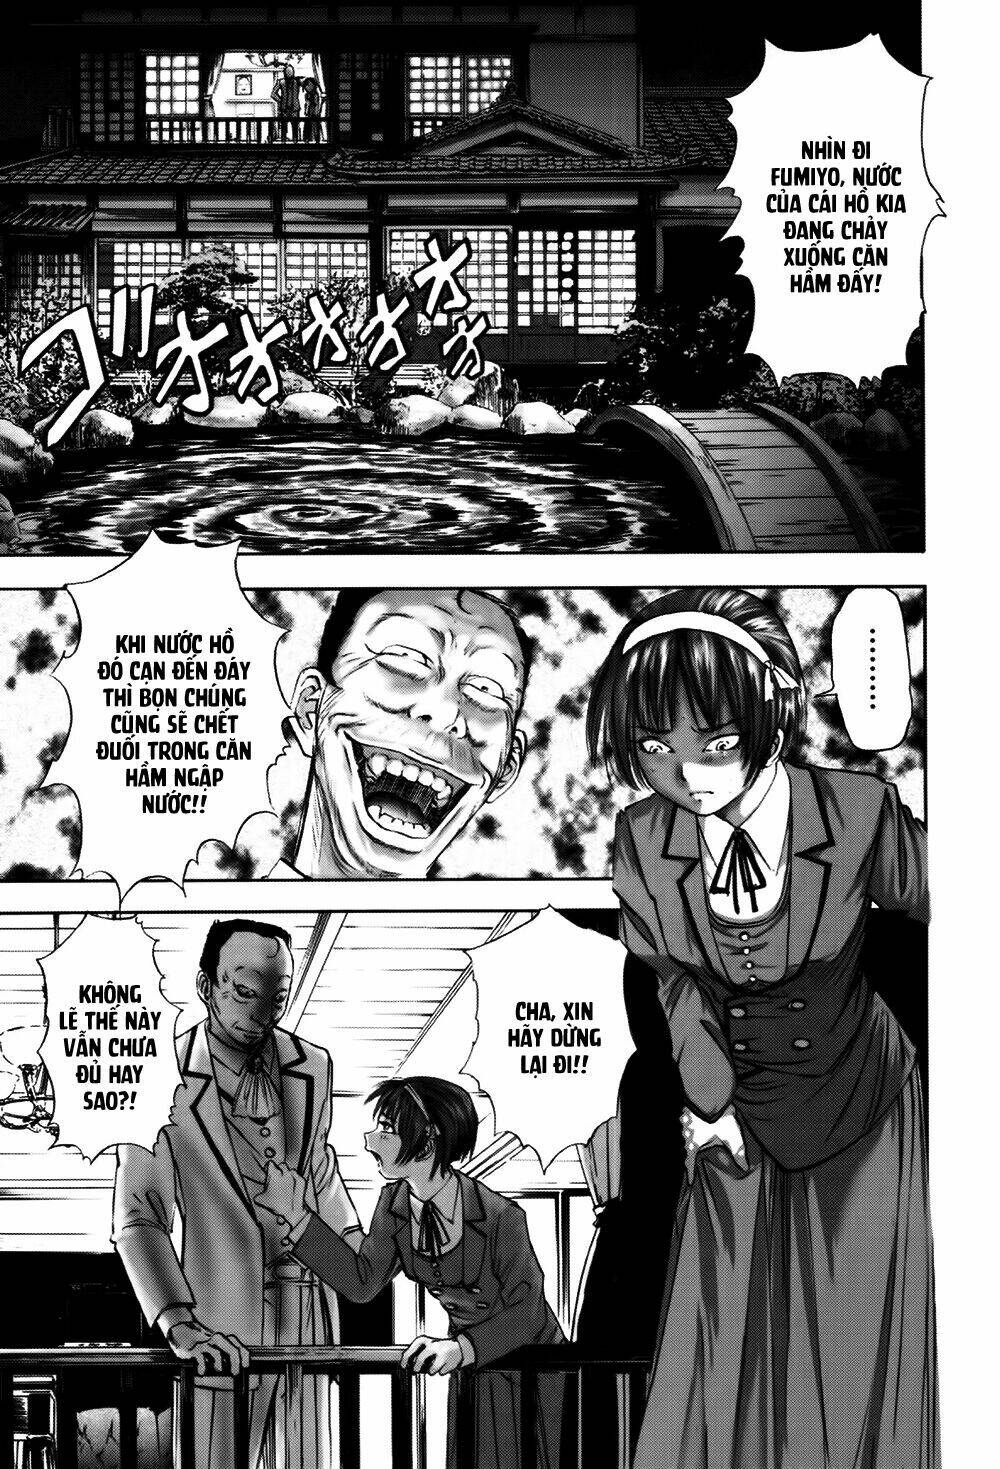 NHÌN ĐI
FUMIYO, NƯỚC
CỦA CÁI HỒ KIA
ĐANG CHẢY
XUỐNG CĂN
HẦM ĐẤY!
ゴオオオオオオ
.........
KHI NƯỚC HỒ
ĐÓ CẠN ĐẾN ĐÁY
THÌ BỌN CHÚNG
CŨNG SẼ CHẾT
ĐUỐI TRONG CĂN
HẦM NGẬP
NƯỚC!!
CHA, XIN
HÃY DỪNG
LẠI ĐI!!
KHÔNG
LẼ THẾ NÀY
VẪN CHƯA
ĐỦ HAY
SAO?!